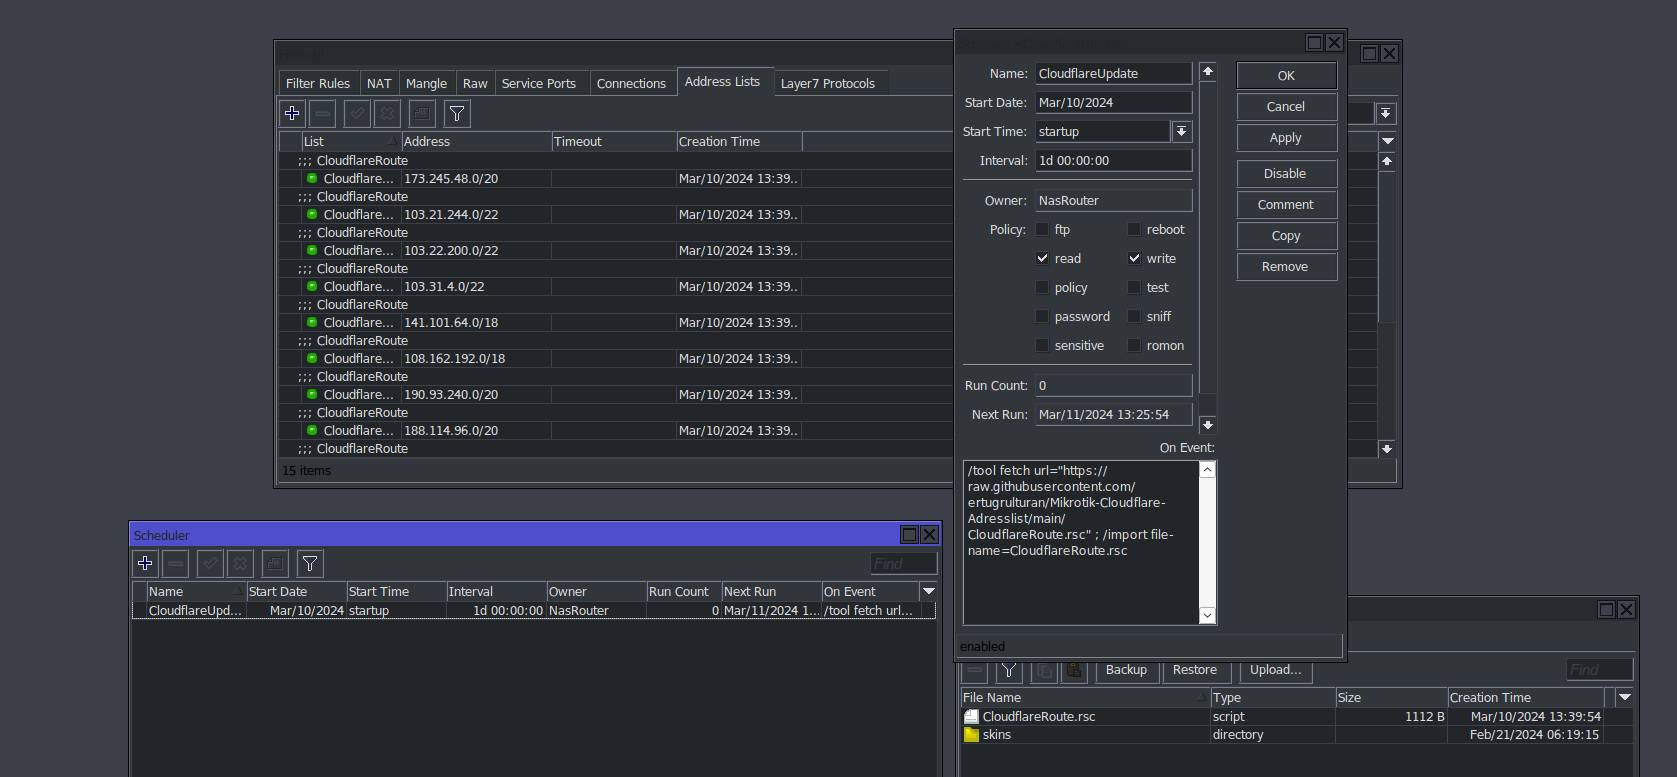 Filter Rules NAT Mangle Raw Service Ports Connections Address Lists Layer7 Protocols
List Address Timeout Creation Time
;;; CloudflareRoute
Cloudflare... 173.245.48.0/20 Mar/10/2024 13:39..
;;; CloudflareRoute
Cloudflare... 103.21.244.0/22 Mar/10/2024 13:39..
;;; CloudflareRoute
Cloudflare... 103.22.200.0/22 Mar/10/2024 13:39..
;;; CloudflareRoute
Cloudflare... 103.31.4.0/22 Mar/10/2024 13:39..
;;; CloudflareRoute
Cloudflare... 141.101.64.0/18 Mar/10/2024 13:39..
;;; CloudflareRoute
Cloudflare... 108.162.192.0/18 Mar/10/2024 13:39..
;;; CloudflareRoute
Cloudflare... 190.93.240.0/20 Mar/10/2024 13:39..
;;; CloudflareRoute
Cloudflare... 188.114.96.0/20 Mar/10/2024 13:39..
;;; CloudflareRoute
15 items
Name: CloudflareUpdate
Start Date: Mar/10/2024
Start Time: startup
Interval: 1d 00:00:00
Owner: NasRouter
Policy: ftp reboot
read write
policy test
password sniff
sensitive romon
Run Count: 0
Next Run: Mar/11/2024 13:25:54
On Event:
/tool fetch url="https://
raw.githubusercontent.com/
ertugrulturan/Mikrotik-Cloudflare-
Adresslist/main/
CloudflareRoute.rsc" ; /import file-
name=CloudflareRoute.rsc
enabled
OK
Cancel
Apply
Disable
Comment
Copy
Remove
Scheduler
Find
Name Start Date Start Time Interval Owner Run Count Next Run On Event
CloudflareUpd... Mar/10/2024 startup 1d 00:00:00 NasRouter 0 Mar/11/2024 1... /tool fetch url...
Backup Restore Upload... Find
File Name Type Size Creation Time
CloudflareRoute.rsc script 1112 B Mar/10/2024 13:39:54
skins directory Feb/21/2024 06:19:15